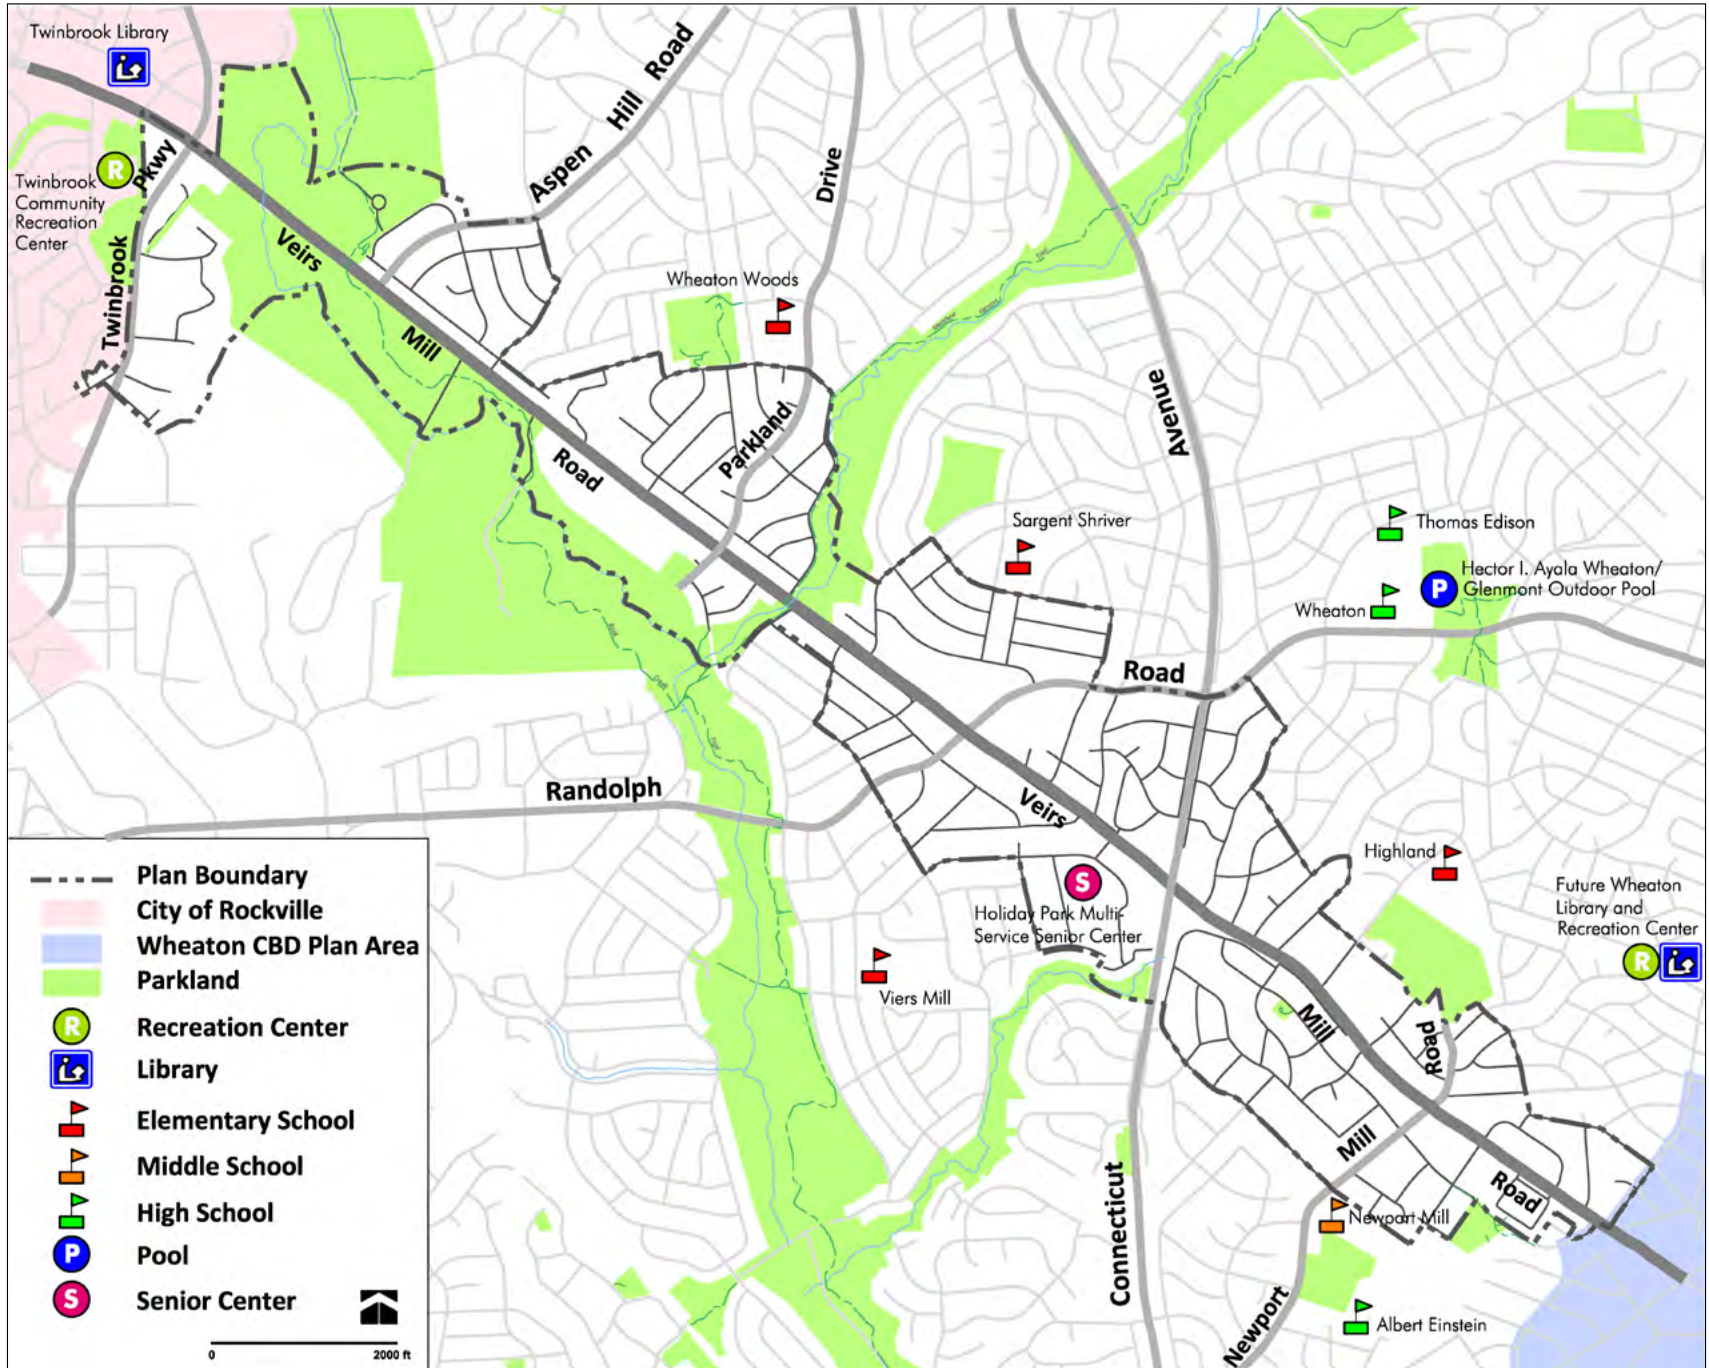 Twinbrook Library
Aspen Hill Road
Drive
Pkwy
Twinbrook
Twinbrook
Community
Recreation
Center
Veirs
Mill
Road
Wheaton Woods
Parkland
Avenue
Sargent Shriver
Thomas Edison
Hector I. Ayala Wheaton/
Glenmont Outdoor Pool
P
Wheaton
Road
Randolph
Veirs
Highland
S
Holiday Park Multi-
Service Senior Center
Future Wheaton
Library and
Recreation Center
R
R
Viers Mill
Mill
Road
Mill
Road
Newport Mill
Connecticut
Newport
Albert Einstein
Plan Boundary
City of Rockville
Wheaton CBD Plan Area
Parkland
R Recreation Center
Library
Elementary School
Middle School
High School
P Pool
S Senior Center
0 2000 ft